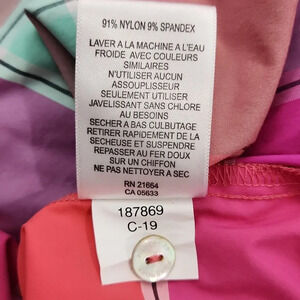 91% NYLON 9% SPANDEX
LAVER A LA MACHINE A L'EAU
FROIDE AVEC COULEURS
SIMILAIRES
N'UTILISER AUCUN
ASSOUPLISSEUR
SEULEMENT UTILISER
JAVELISSANT SANS CHLORE
AU BESOIN
SECHER A BAS CULBUTAGE
RETIRER RAPIDEMENT DE LA
SECHEUSE ET SUSPENDRE
REPASSER AU FER DOUX
SUR UN CHIFFON
NE PAS NETTOYER A SEC
RN 21664
CA 05633
187869
C-19